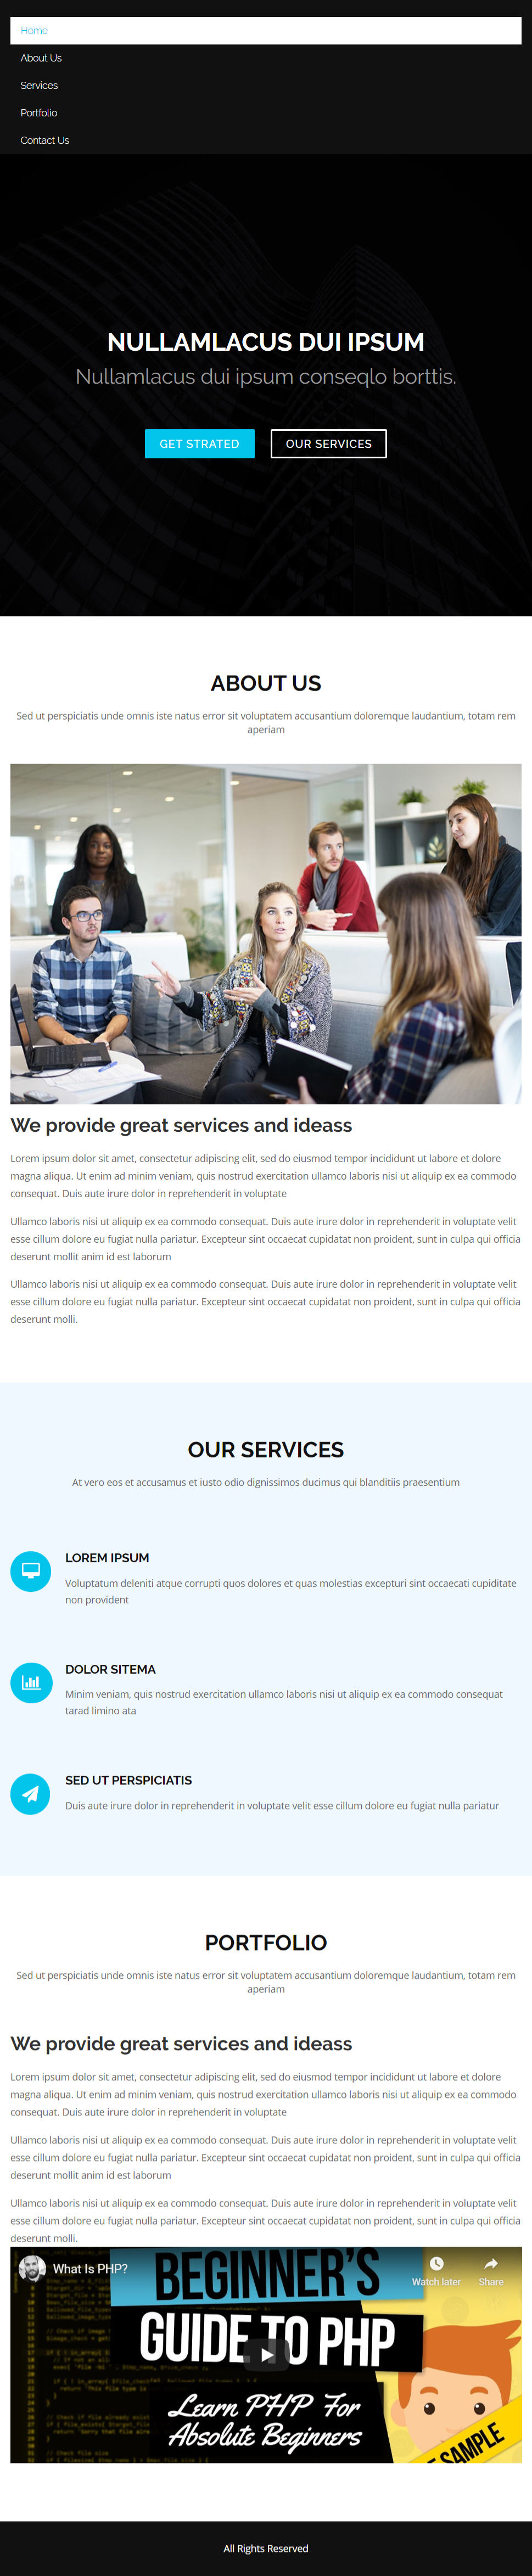 Home
About Us
Services
Portfolio
Contact Us
NULLAMLACUS DUI IPSUM
Nullamlacus dui ipsum conseqlo borttis.
GET STRATED
OUR SERVICES
ABOUT US
Sed ut perspiciatis unde omnis iste natus error sit voluptatem accusantium doloremque laudantium, totam rem
aperiam
We provide great services and ideass
Lorem ipsum dolor sit amet, consectetur adipiscing elit, sed do eiusmod tempor incididunt ut labore et dolore
magna aliqua. Ut enim ad minim veniam, quis nostrud exercitation ullamco laboris nisi ut aliquip ex ea commodo
consequat. Duis aute irure dolor in reprehenderit in voluptate
Ullamco laboris nisi ut aliquip ex ea commodo consequat. Duis aute irure dolor in reprehenderit in voluptate velit
esse cillum dolore eu fugiat nulla pariatur. Excepteur sint occaecat cupidatat non proident, sunt in culpa qui officia
deserunt mollit anim id est laborum
Ullamco laboris nisi ut aliquip ex ea commodo consequat. Duis aute irure dolor in reprehenderit in voluptate velit
esse cillum dolore eu fugiat nulla pariatur. Excepteur sint occaecat cupidatat non proident, sunt in culpa qui officia
deserunt molli.
OUR SERVICES
At vero eos et accusamus et iusto odio dignissimos ducimus qui blanditiis praesentium
LOREM IPSUM
Voluptatum deleniti atque corrupti quos dolores et quas molestias excepturi sint occaecati cupiditate
non provident
DOLOR SITEMA
Minim veniam, quis nostrud exercitation ullamco laboris nisi ut aliquip ex ea commodo consequat
tarad limino ata
SED UT PERSPICIATIS
Duis aute irure dolor in reprehenderit in voluptate velit esse cillum dolore eu fugiat nulla pariatur
PORTFOLIO
Sed ut perspiciatis unde omnis iste natus error sit voluptatem accusantium doloremque laudantium, totam rem
aperiam
We provide great services and ideass
Lorem ipsum dolor sit amet, consectetur adipiscing elit, sed do eiusmod tempor incididunt ut labore et dolore
magna aliqua. Ut enim ad minim veniam, quis nostrud exercitation ullamco laboris nisi ut aliquip ex ea commodo
consequat. Duis aute irure dolor in reprehenderit in voluptate
Ullamco laboris nisi ut aliquip ex ea commodo consequat. Duis aute irure dolor in reprehenderit in voluptate velit
esse cillum dolore eu fugiat nulla pariatur. Excepteur sint occaecat cupidatat non proident, sunt in culpa qui officia
deserunt mollit anim id est laborum
Ullamco laboris nisi ut aliquip ex ea commodo consequat. Duis aute irure dolor in reprehenderit in voluptate velit
esse cillum dolore eu fugiat nulla pariatur. Excepteur sint occaecat cupidatat non proident, sunt in culpa qui officia
deserunt molli.
What Is PHP?
Watch later
Share
BEGINNER'S
GUIDE TO PHP
Learn PHP For
Absolute Beginners
SAMPLE
All Rights Reserved